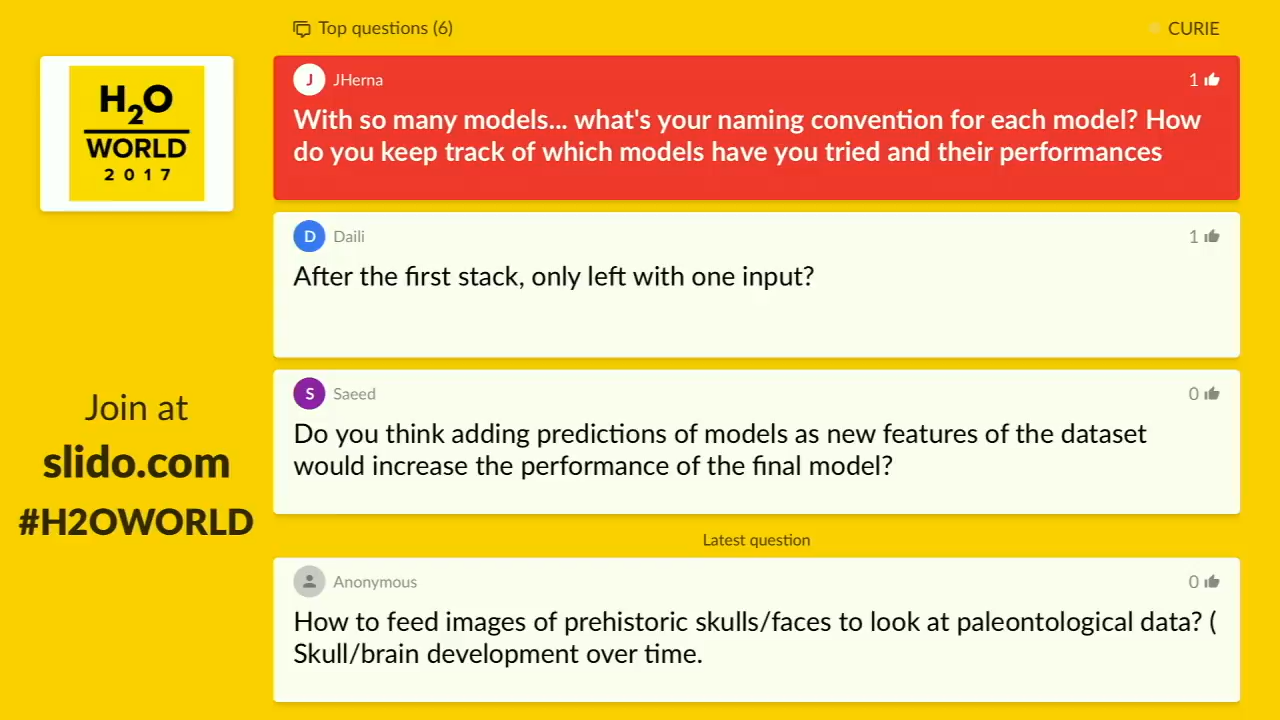 Top questions (6)
CURIE
H2O
WORLD
2017
J
JHerna
1
With so many models... what's your naming convention for each model? How
do you keep track of which models have you tried and their performances
D
Daili
1
After the first stack, only left with one input?
S
Saeed
0
Do you think adding predictions of models as new features of the dataset
would increase the performance of the final model?
Join at
slido.com
#H2OWORLD
Latest question
Anonymous
0
How to feed images of prehistoric skulls/faces to look at paleontological data? (
Skull/brain development over time.